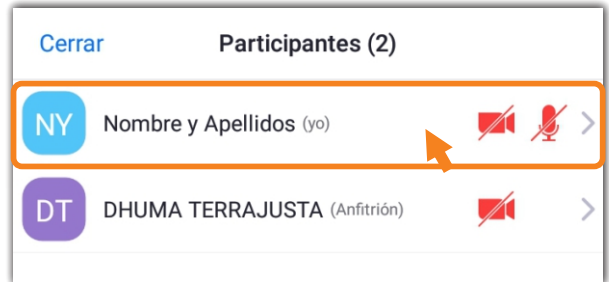 Cerrar Participantes (2)
NY Nombre y Apellidos (yo)
DT DHUMA TERRAJUSTA (Anfitrión)